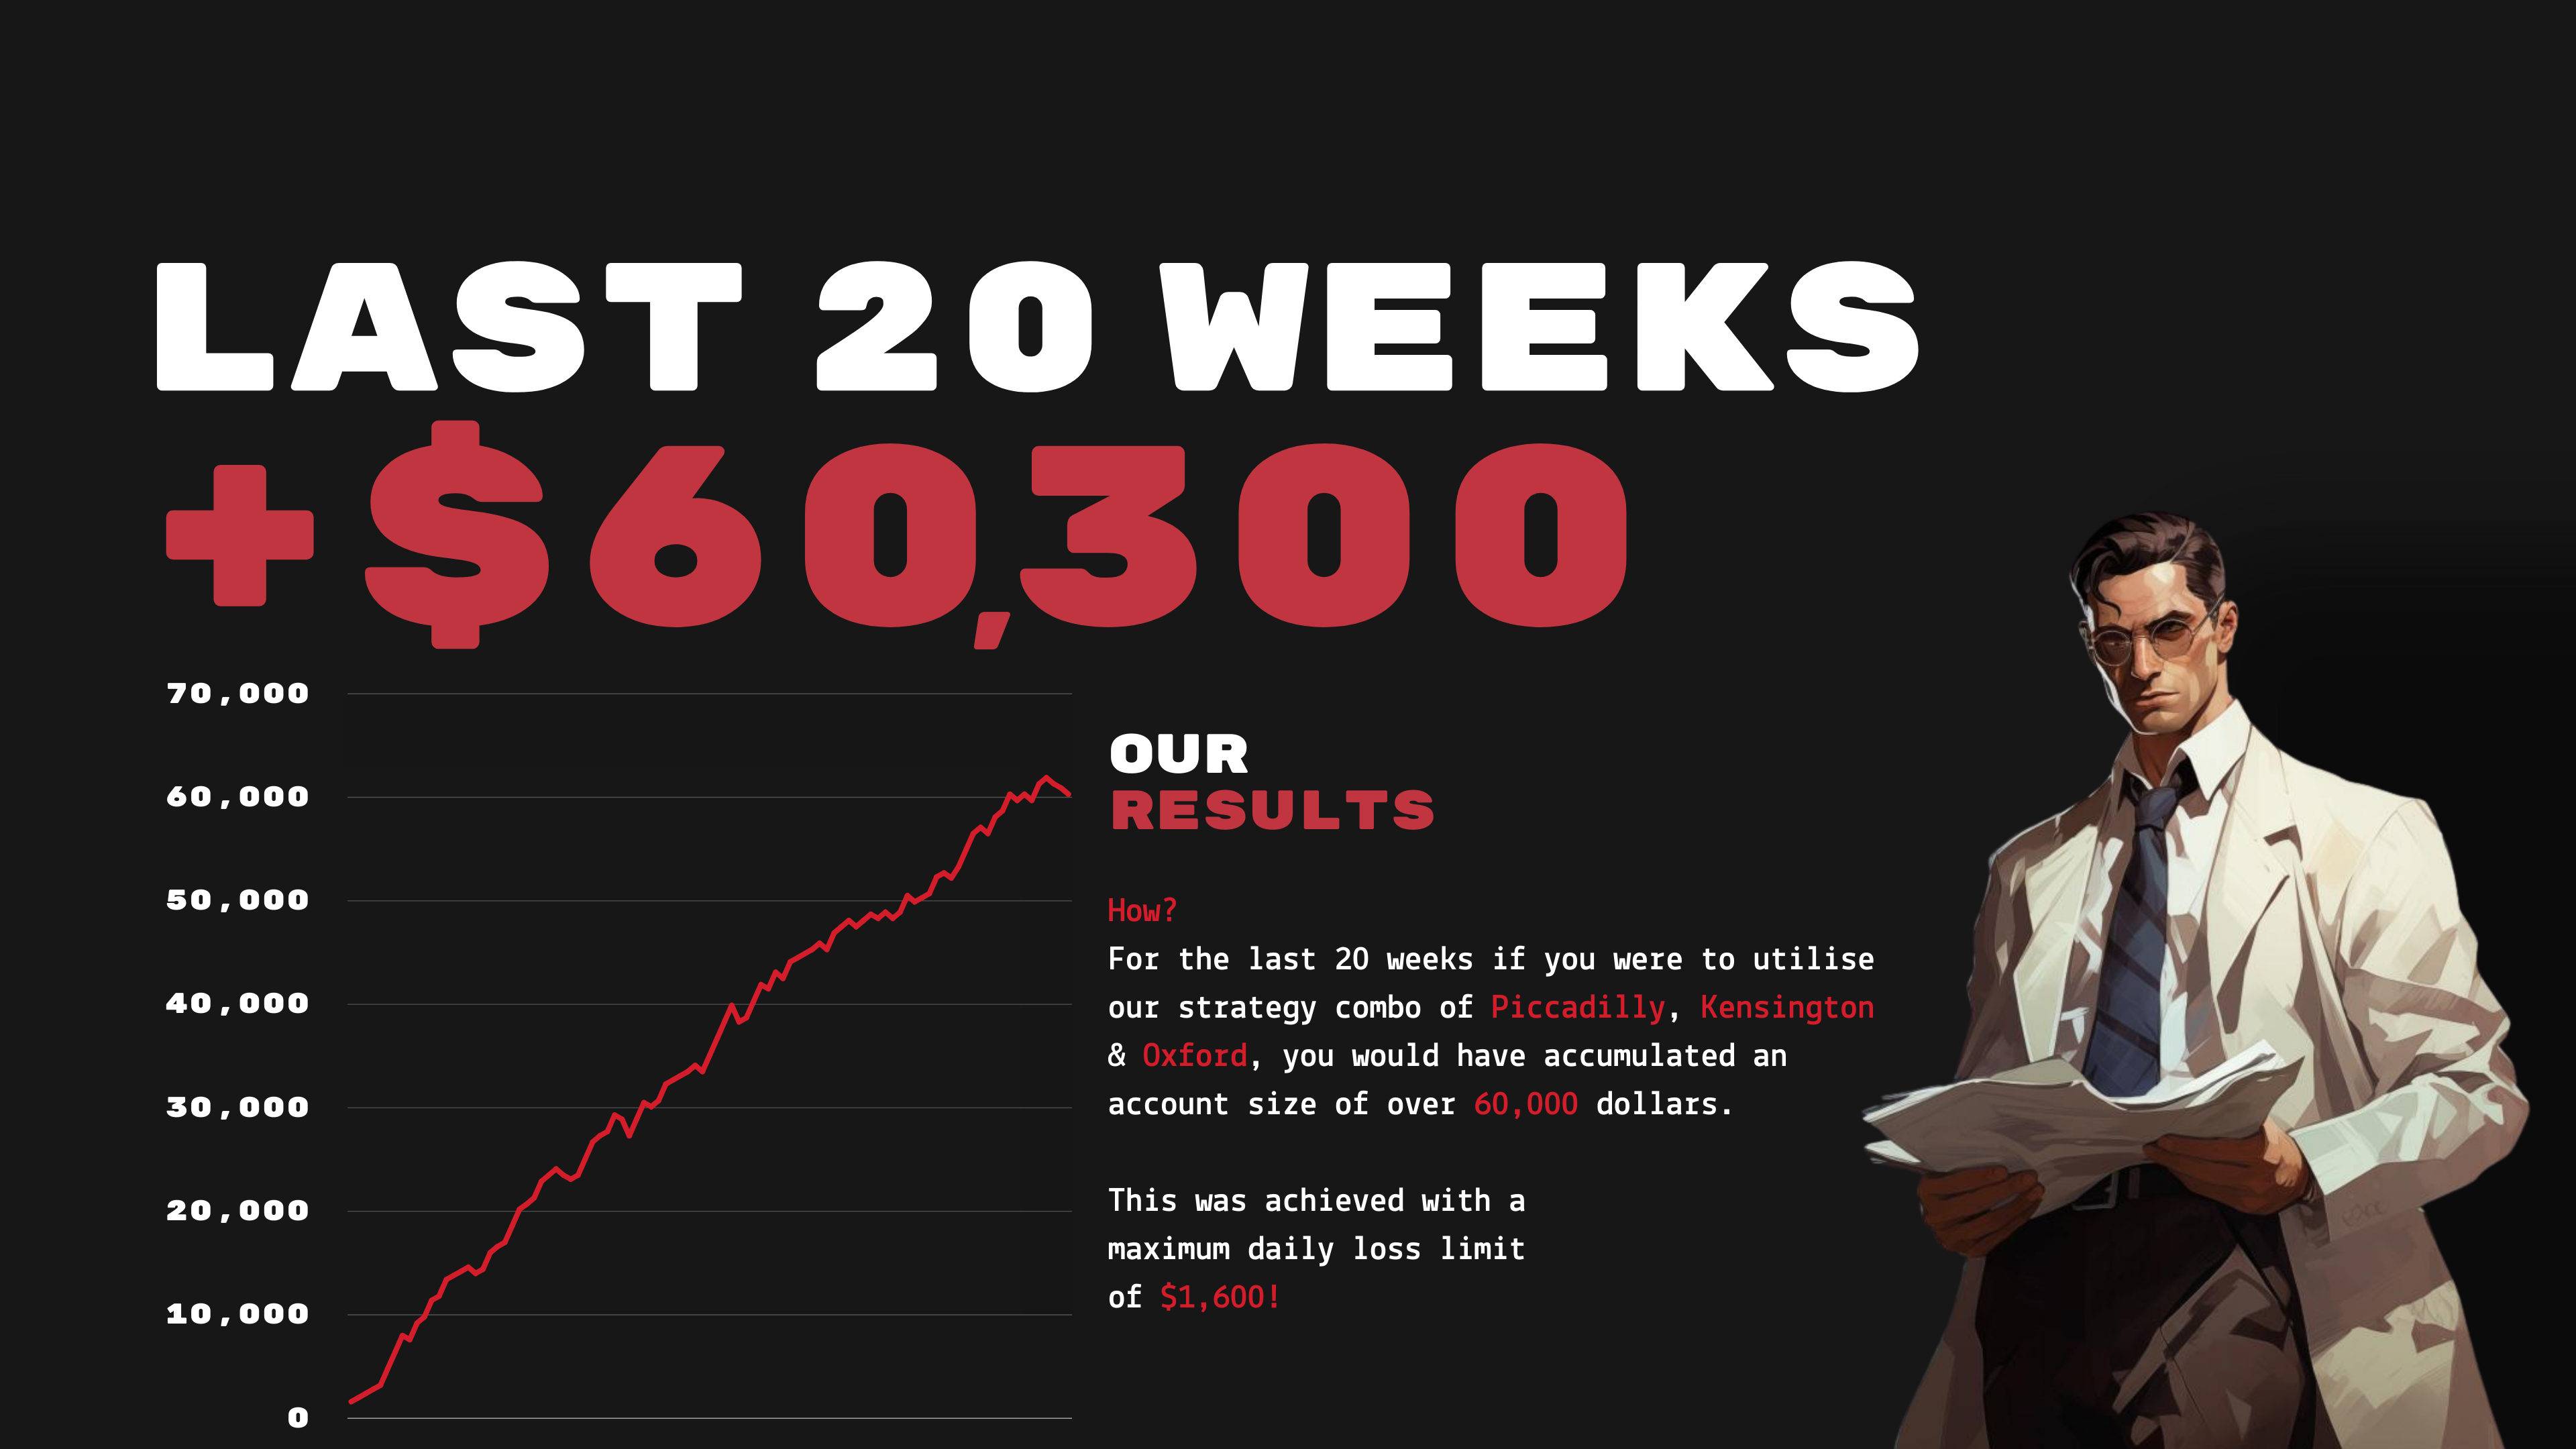 LAST 20 WEEKS
+$60,300
70,000
60,000
50,000
40,000
30,000
20,000
10,000
0
OUR
RESULTS
How?
For the last 20 weeks if you were to utilise
our strategy combo of Piccadilly, Kensington
& Oxford, you would have accumulated an
account size of over 60,000 dollars.
This was achieved with a
maximum daily loss limit
of $1,600!